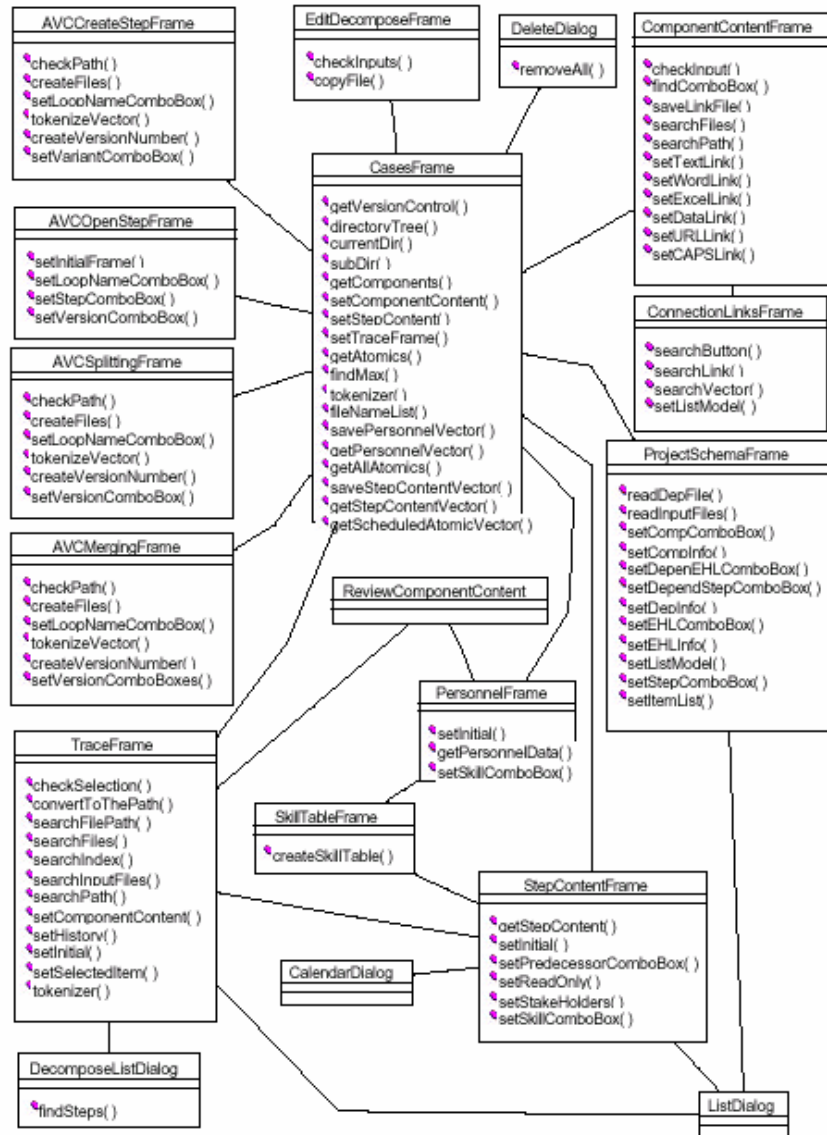 AVCCreateStepFrame
checkPath( )
createFiles( )
setLoopNameComboBox( )
tokenizeVector( )
createVersionNumber( )
setVariantComboBox( )
EditDecomposeFrame
checkInputs( )
copyFile( )
DeleteDialog
removeAll( )
ComponentContentFrame
checkInput( )
findComboBox( )
saveLinkFile( )
searchFiles( )
searchPath( )
setTextLink( )
setWordLink( )
setExcelLink( )
setDataLink( )
setURLLink( )
setCAPSLink( )
CasesFrame
getVersionControl( )
directoryTree( )
currentDir( )
subDir( )
getComponents( )
setComponentContent( )
setStepContent( )
setTraceFrame( )
getAtomics( )
findMax( )
tokenizer( )
fileNameList( )
savePersonnelVector( )
getPersonnelVector( )
getAllAtomics( )
saveStepContentVector( )
getStepContentVector( )
getScheduledAtomicVector( )
AVCOpenStepFrame
setInitialFrame( )
setLoopNameComboBox( )
setStepComboBox( )
setVersionComboBox( )
ConnectionLinksFrame
searchButton( )
searchLink( )
searchVector( )
setListModel( )
AVCSplittingFrame
checkPath( )
createFiles( )
setLoopNameComboBox( )
tokenizeVector( )
createVersionNumber( )
setVersionComboBox( )
ProjectSchemaFrame
readDepFile( )
readInputFiles( )
setCompComboBox( )
setCompInfo( )
setDepenEHLComboBox( )
setDependStepComboBox( )
setDepInfo( )
setEHLComboBox( )
setEHLInfo( )
setListModel( )
setStepComboBox( )
setItemList( )
AVCMergingFrame
checkPath( )
createFiles( )
setLoopNameComboBox( )
tokenizeVector( )
createVersionNumber( )
setVersionComboBoxes( )
ReviewComponentContent
PersonnelFrame
setInitial( )
getPersonnelData( )
setSkillComboBox( )
TraceFrame
checkSelection( )
convertToThePath( )
searchFilePath( )
searchFiles( )
searchIndex( )
searchInputFiles( )
searchPath( )
setComponentContent( )
setHistory( )
setInitial( )
setSelectedItem( )
tokenizer( )
SkillTableFrame
createSkillTable( )
StepContentFrame
getStepContent( )
setInitial( )
setPredecessorComboBox( )
setReadOnly( )
setStakeHolders( )
setSkillComboBox( )
CalendarDialog
DecomposeListDialog
findSteps( )
ListDialog